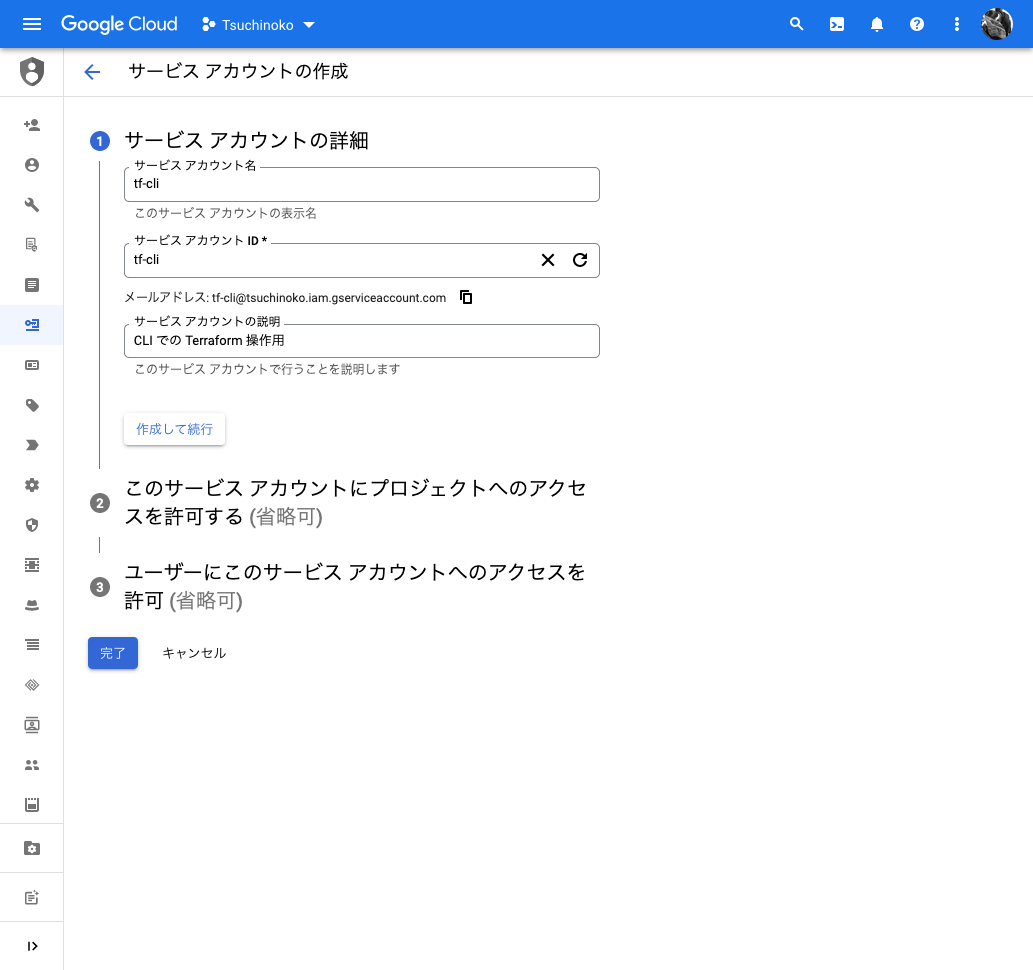 Google Cloud
Tsuchinoko
サービス アカウントの作成
1
サービス アカウントの詳細
サービス アカウント名
tf-cli
このサービス アカウントの表示名
サービス アカウント ID *
tf-cli
メールアドレス: tf-cli@tsuchinoko.iam.gserviceaccount.com
サービス アカウントの説明
CLI での Terraform 操作用
このサービス アカウントで行うことを説明します
作成して続行
2
このサービス アカウントにプロジェクトへのアクセ
スを許可する (省略可)
3
ユーザーにこのサービス アカウントへのアクセスを
許可 (省略可)
完了
キャンセル